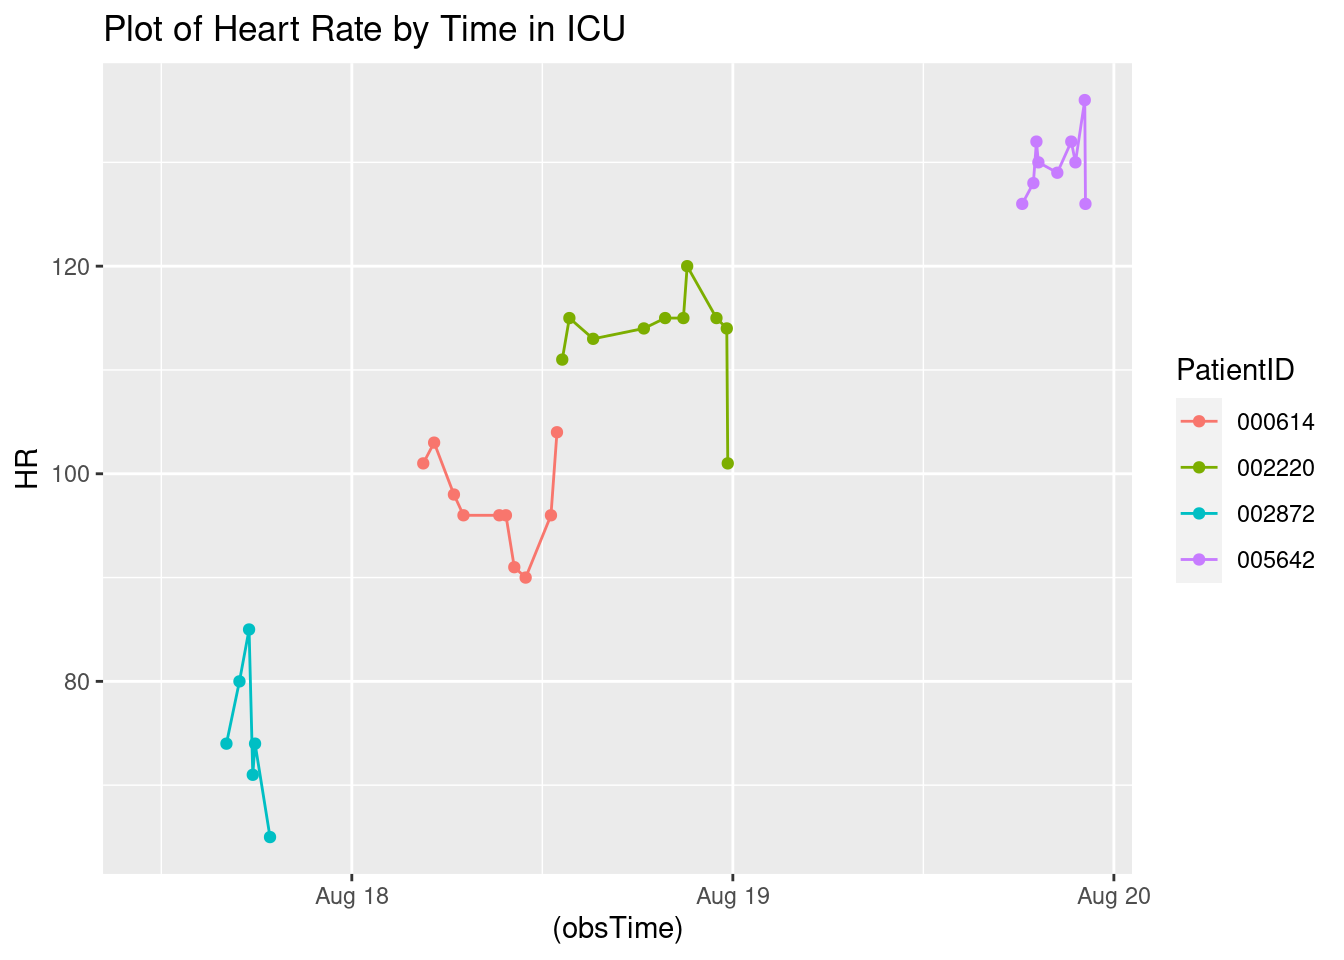 Plot of Heart Rate by Time in ICU
HR
120
100
80
Aug 18
Aug 19
Aug 20
(obsTime)
PatientID
000614
002220
002872
005642